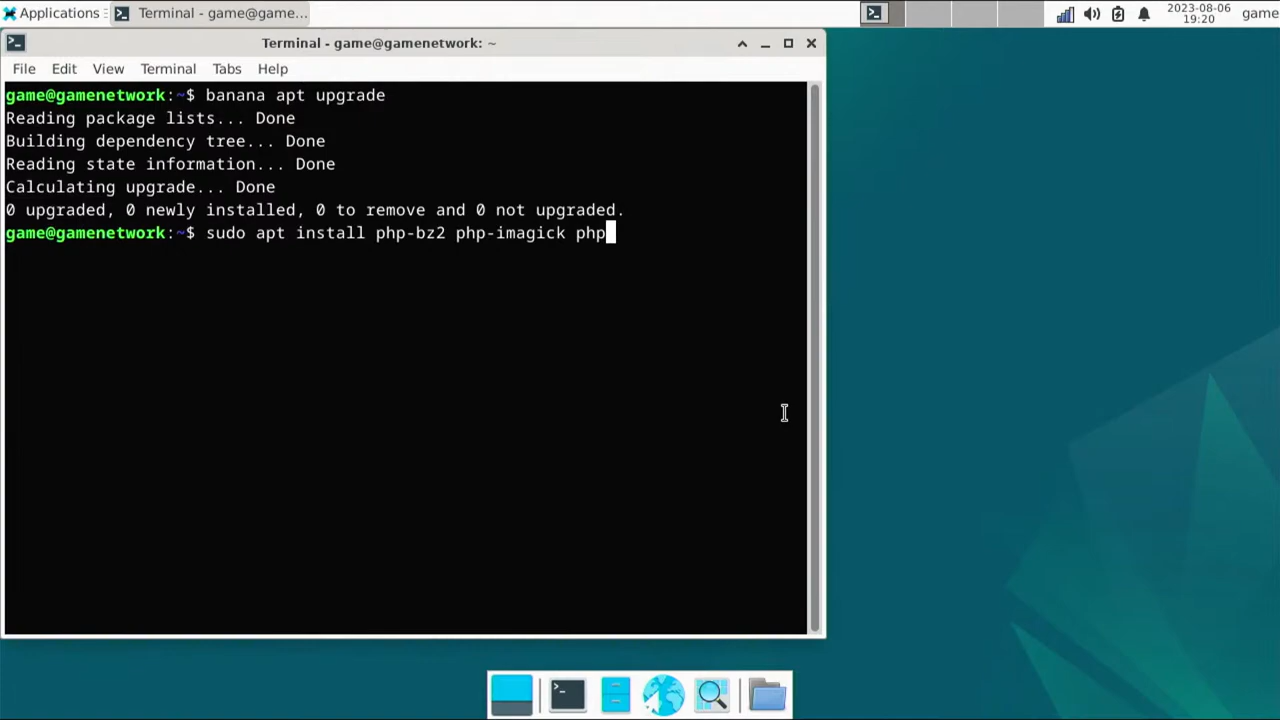 Applications
Terminal - game@game...
2023-08-06
19:20
game
Terminal - game@gamenetwork: ~
File Edit View Terminal Tabs Help
game@gamenetwork:~$ banana apt upgrade
Reading package lists... Done
Building dependency tree... Done
Reading state information... Done
Calculating upgrade... Done
0 upgraded, 0 newly installed, 0 to remove and 0 not upgraded.
game@gamenetwork:~$ sudo apt install php-bz2 php-imagick php